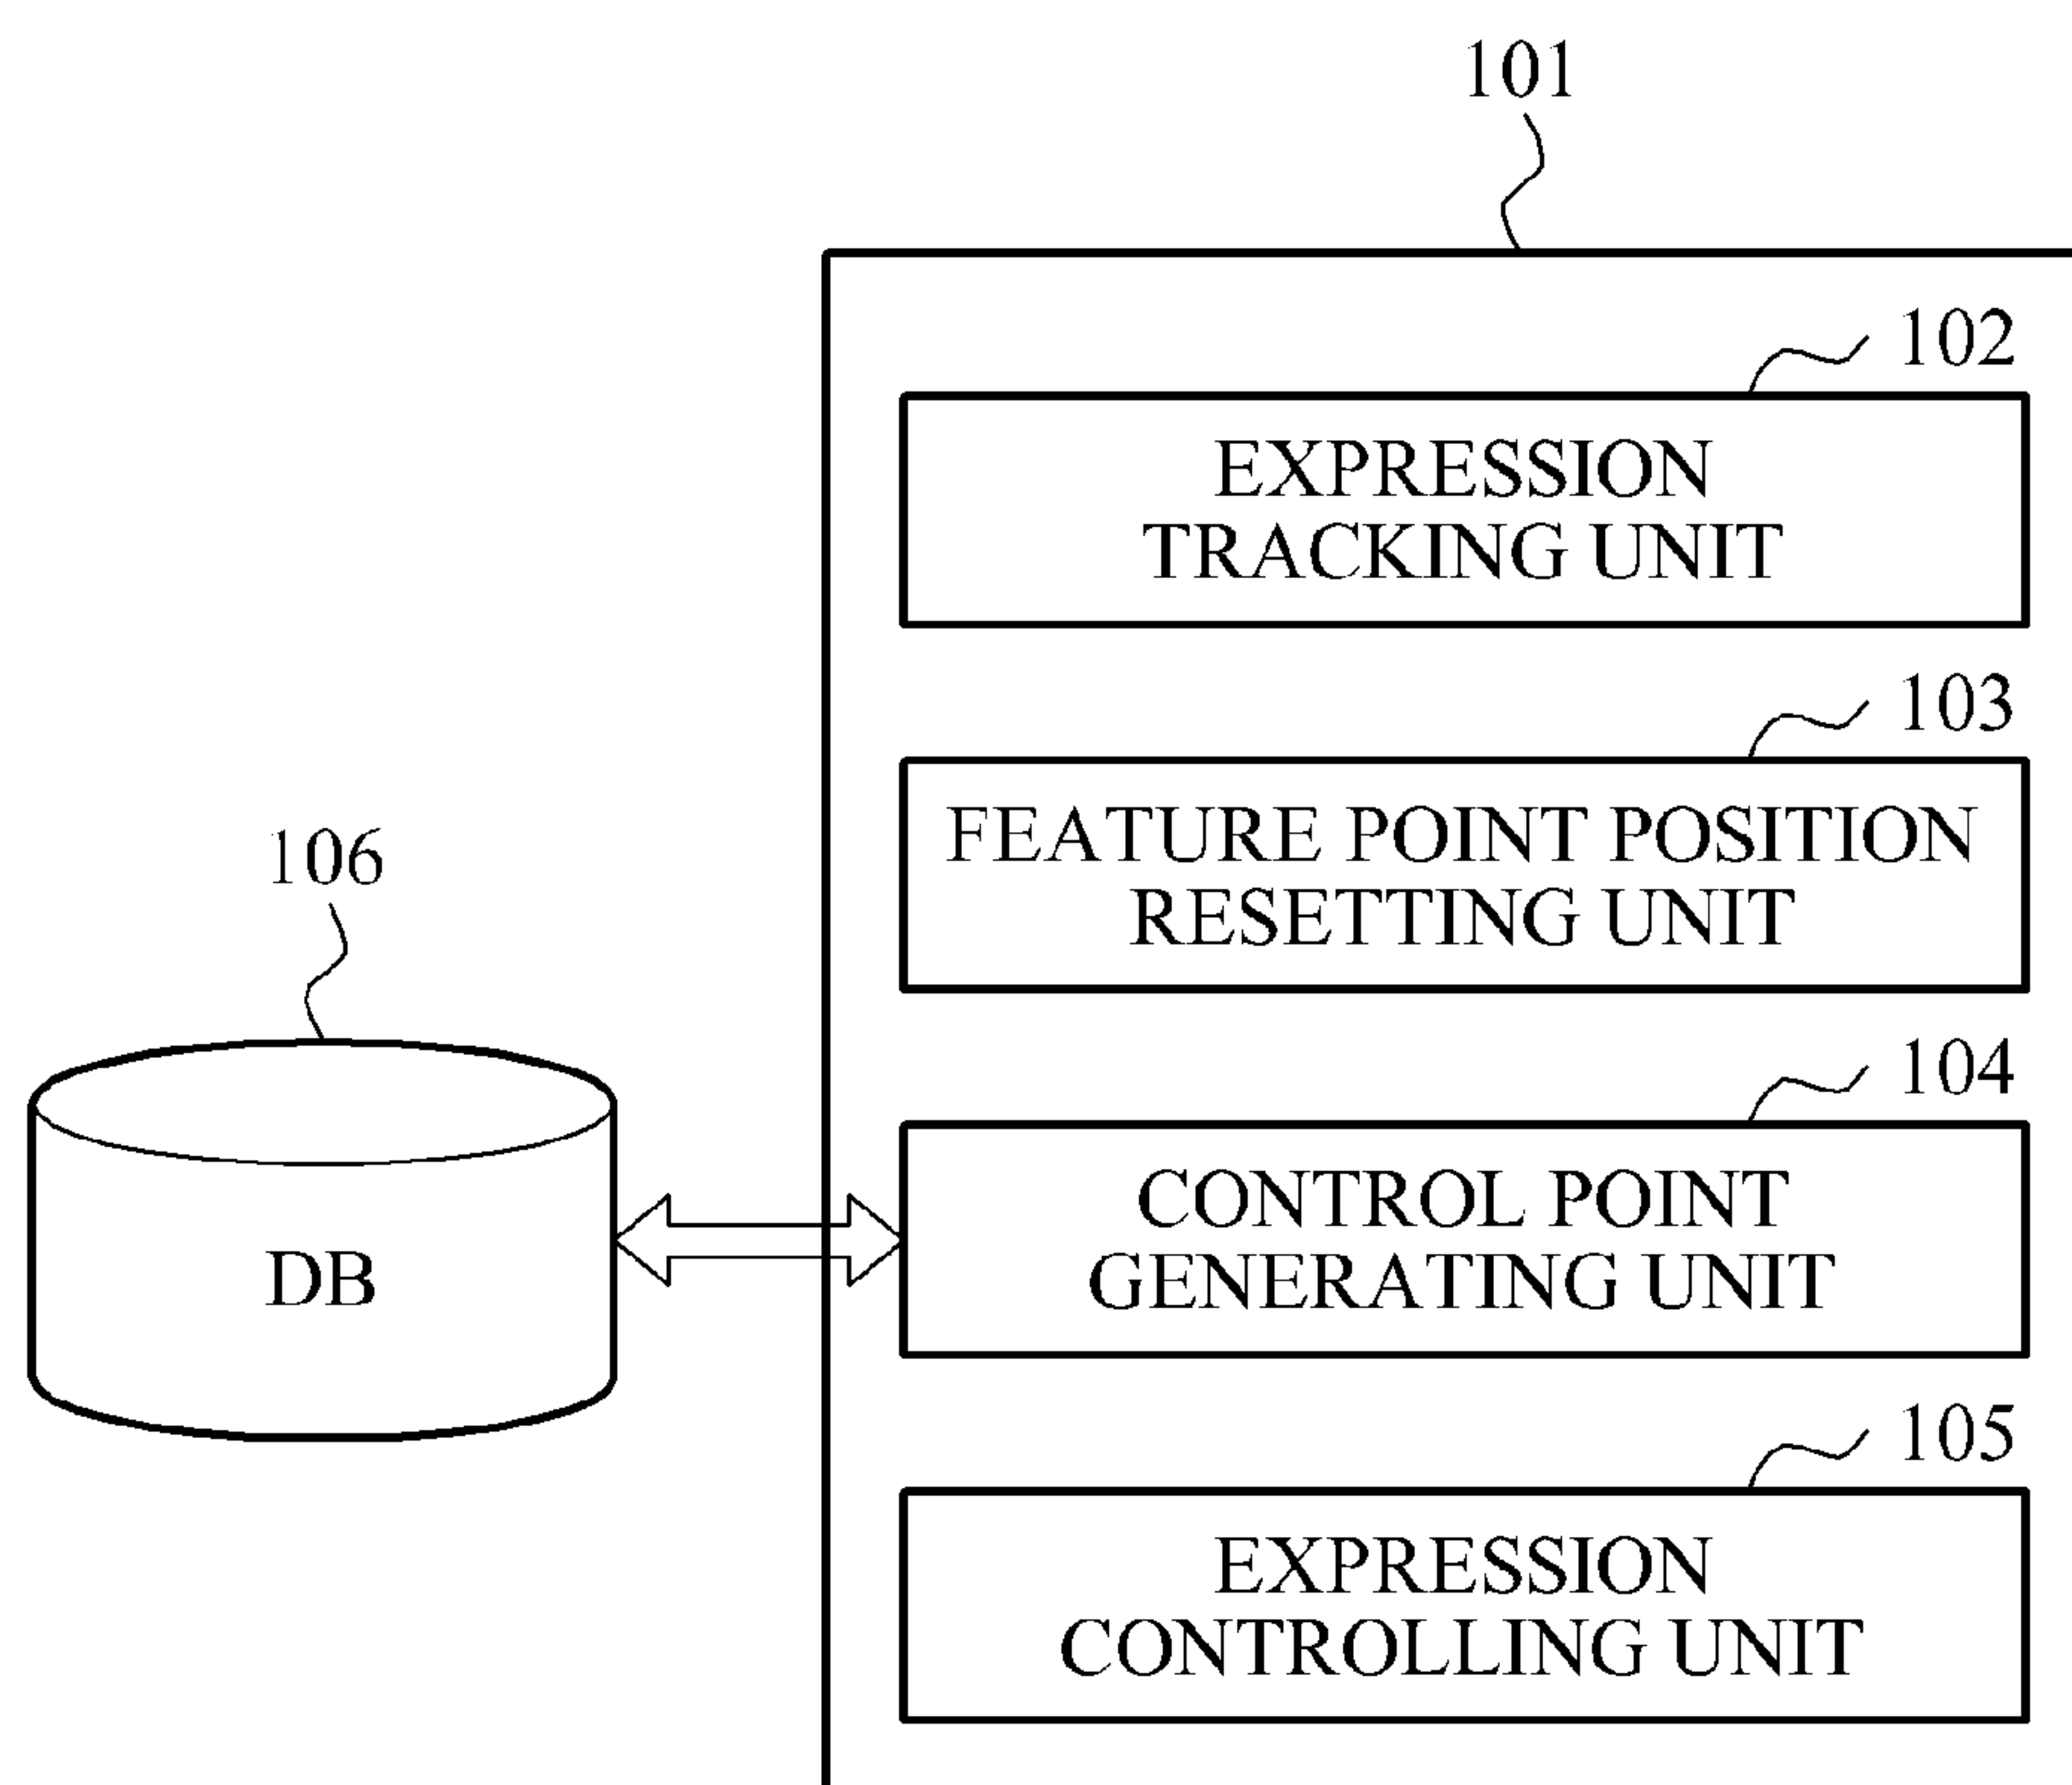 101
102
EXPRESSION
TRACKING UNIT
103
FEATURE POINT POSITION
RESETTING UNIT
106
104
CONTROL POINT
GENERATING UNIT
DB
105
EXPRESSION
CONTROLLING UNIT